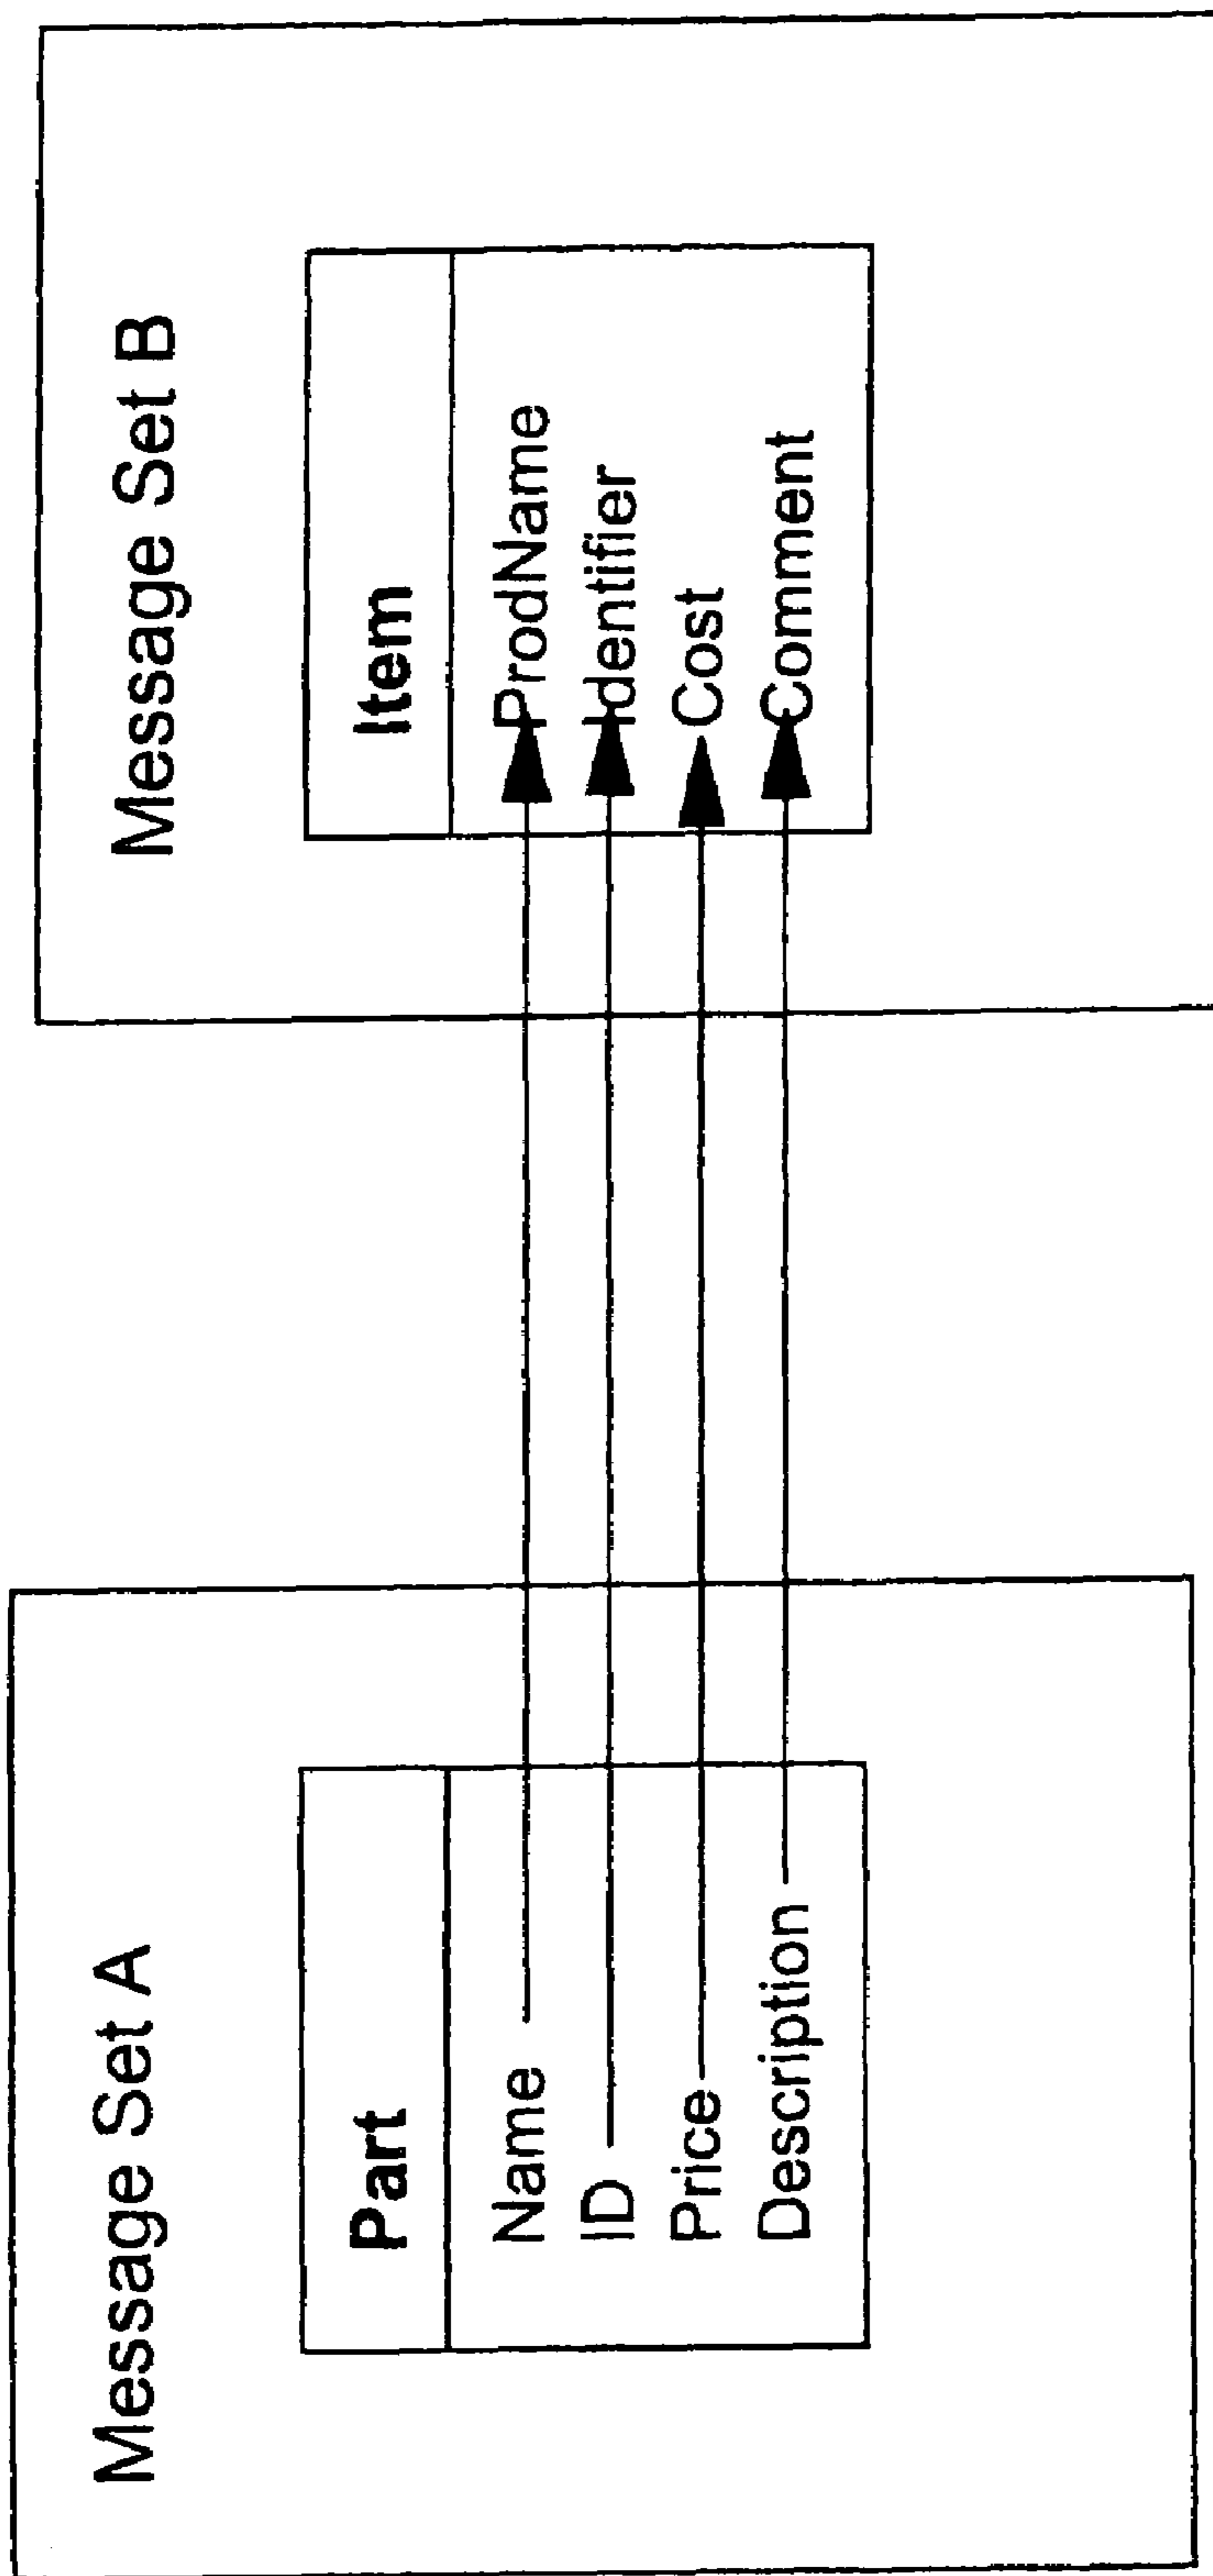 Message Set A
Part
Name
ID
Price
Description
Message Set B
Item
ProdName
Identifier
Cost
Comment